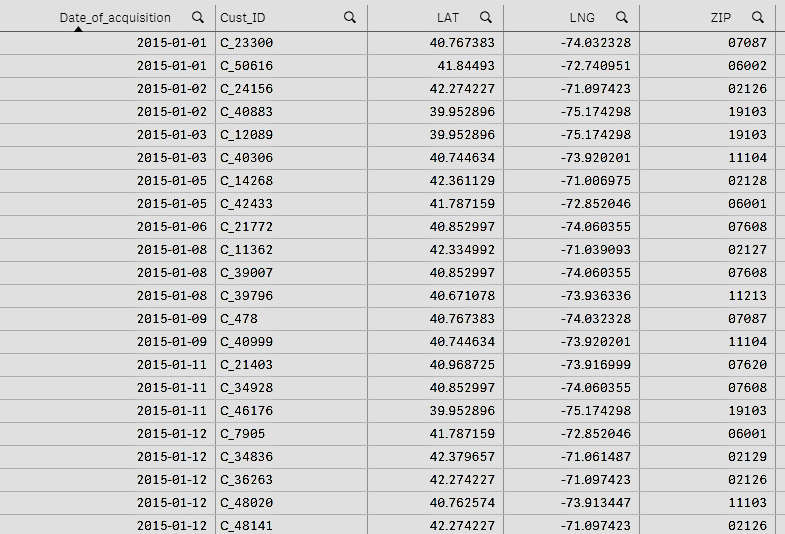 Date_of_acquisition Cust_ID LAT LNG ZIP
2015-01-01 C_23300 40.767383 -74.032328 07087
2015-01-01 C_50616 41.84493 -72.740951 06002
2015-01-02 C_24156 42.274227 -71.097423 02126
2015-01-02 C_40883 39.952896 -75.174298 19103
2015-01-03 C_12089 39.952896 -75.174298 19103
2015-01-03 C_40306 40.744634 -73.920201 11104
2015-01-05 C_14268 42.361129 -71.006975 02128
2015-01-05 C_42433 41.787159 -72.852046 06001
2015-01-06 C_21772 40.852997 -74.060355 07608
2015-01-08 C_11362 42.334992 -71.039093 02127
2015-01-08 C_39007 40.852997 -74.060355 07608
2015-01-08 C_39796 40.671078 -73.936336 11213
2015-01-09 C_478 40.767383 -74.032328 07087
2015-01-09 C_40999 40.744634 -73.920201 11104
2015-01-11 C_21403 40.968725 -73.916999 07620
2015-01-11 C_34928 40.852997 -74.060355 07608
2015-01-11 C_46176 39.952896 -75.174298 19103
2015-01-12 C_7905 41.787159 -72.852046 06001
2015-01-12 C_34836 42.379657 -71.061487 02129
2015-01-12 C_36263 42.274227 -71.097423 02126
2015-01-12 C_48020 40.762574 -73.913447 11103
2015-01-12 C_48141 42.274227 -71.097423 02126